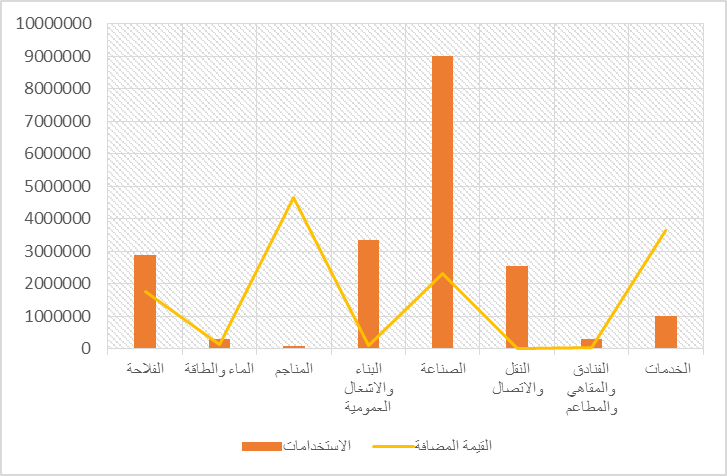 10000000
9000000
8000000
7000000
6000000
5000000
4000000
3000000
2000000
1000000
0
الفلاحة
الماء والطاقة
المناجم
البناء
والاشغال
العمومية
الصناعة
النقل
والاتصال
الفنادق
والمقاهي
والمطاعم
الخدمات
الاستخدامات
القيمة المضافة